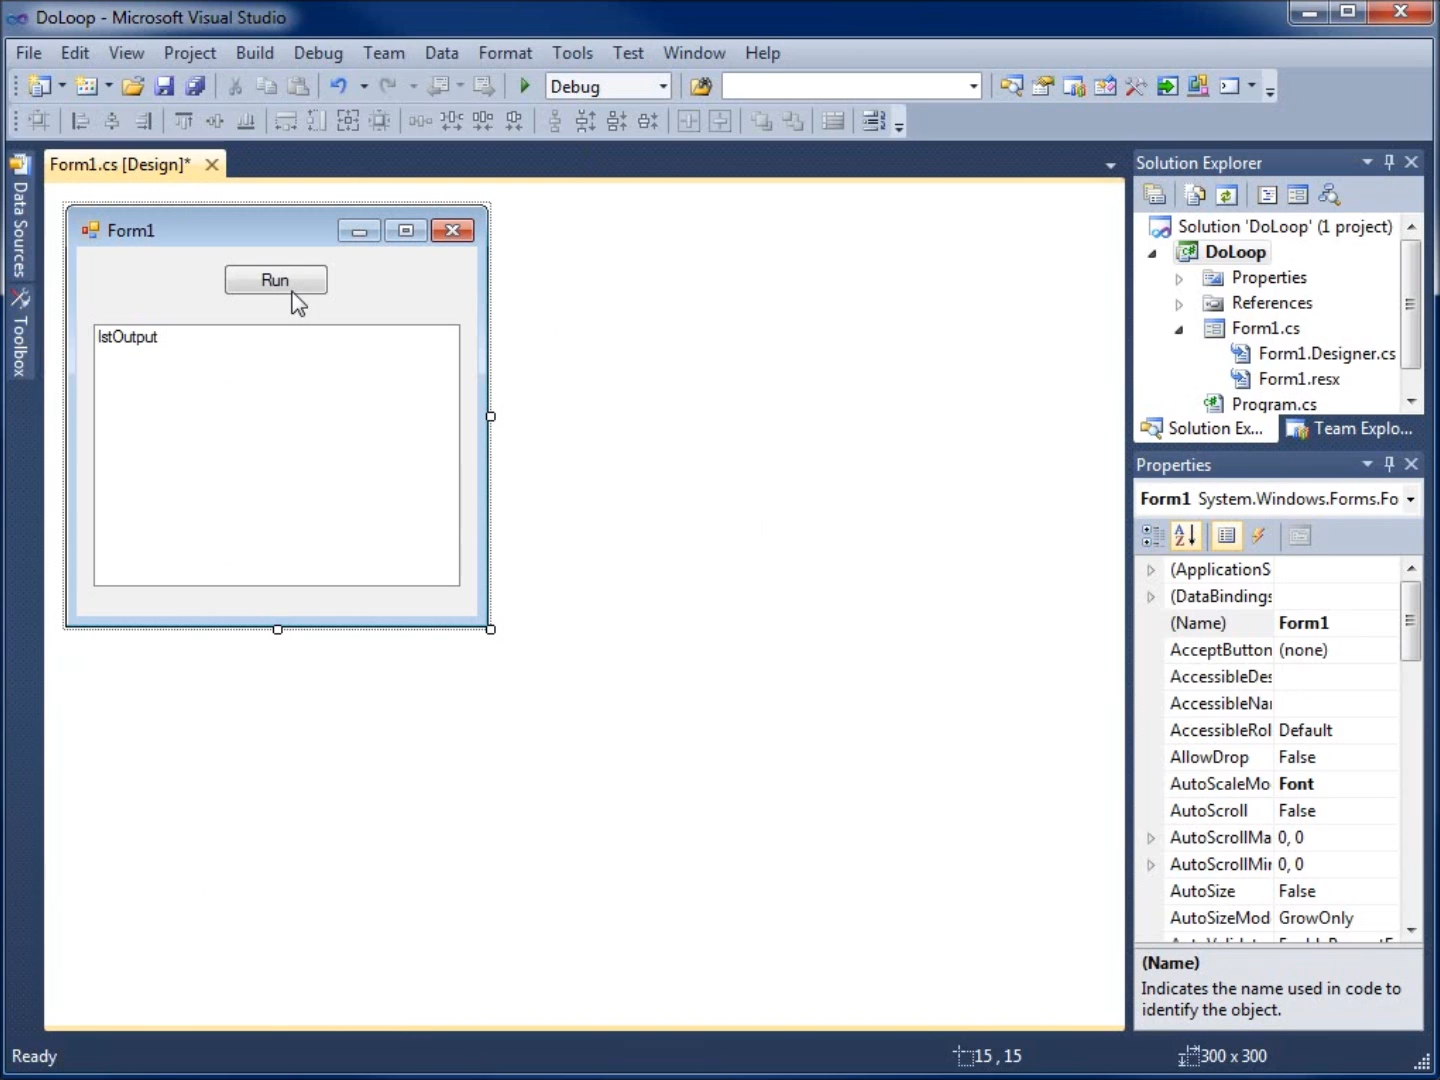 DoLoop - Microsoft Visual Studio
File Edit View Project Build Debug Team Data Format Tools Test Window Help
Debug
Form1.cs [Design]*
Data Sources
Toolbox
Form1
Run
lstOutput
Solution Explorer
Solution 'DoLoop' (1 project)
DoLoop
Properties
References
Form1.cs
Form1.Designer.cs
Form1.resx
Program.cs
Solution Ex... Team Explo...
Properties
Form1 System.Windows.Forms.Fo
(ApplicationS
(DataBindings
(Name) Form1
AcceptButton (none)
AccessibleDes
AccessibleNar
AccessibleRol Default
AllowDrop False
AutoScaleMo Font
AutoScroll False
AutoScrollMa 0, 0
AutoScrollMir 0, 0
AutoSize False
AutoSizeMod GrowOnly
(Name)
Indicates the name used in code to
identify the object.
Ready 15 , 15 300 x 300